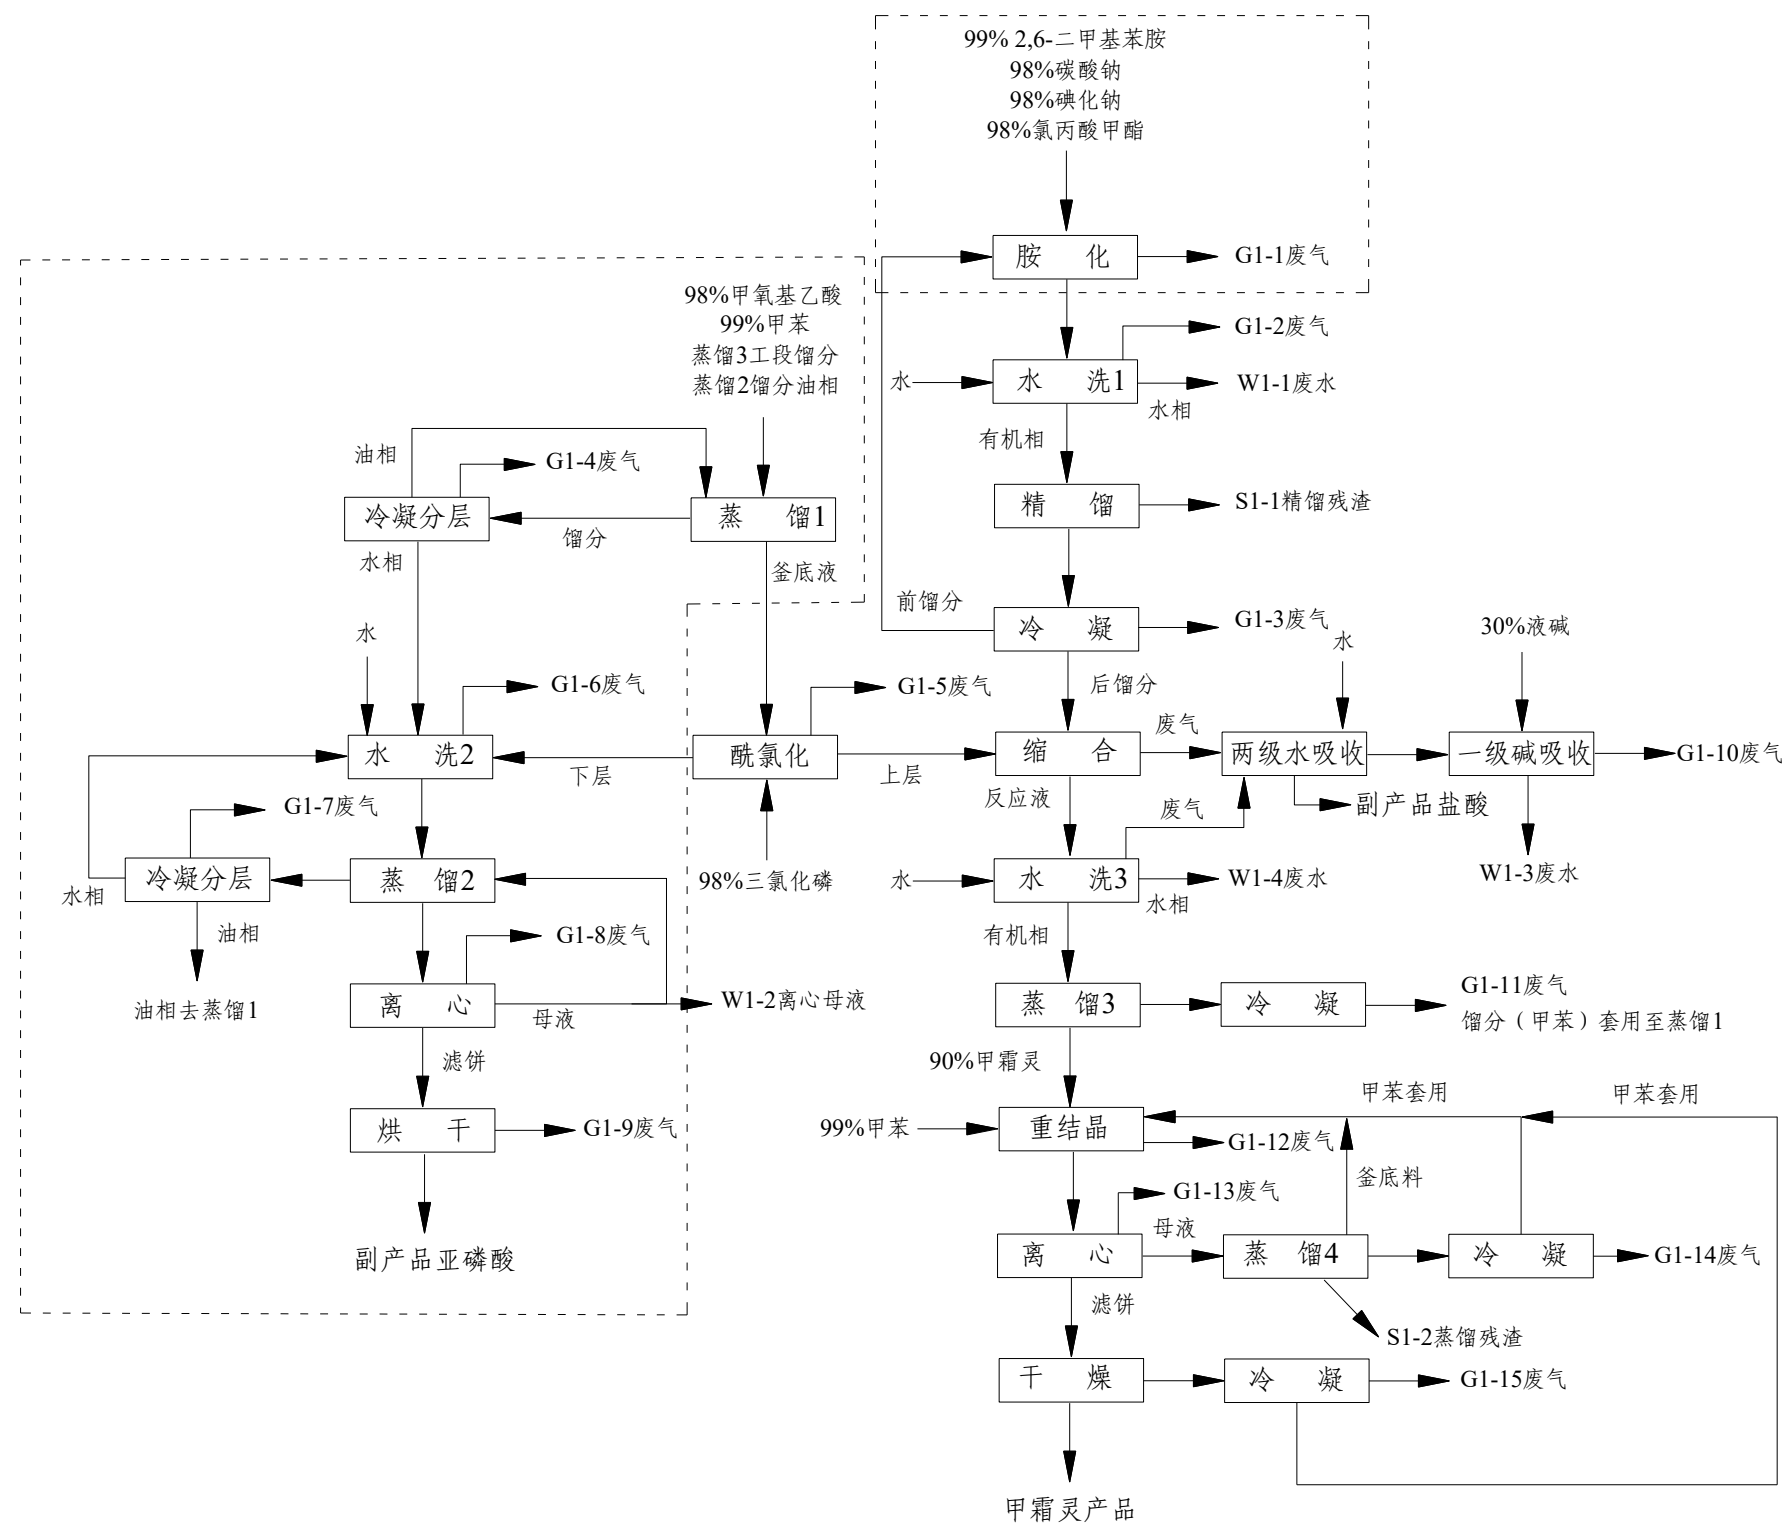 99% 2,6-二甲基苯胺
98%碳酸钠
98%碘化钠
98%氯丙酸甲酯
胺 化
G1-1废气
98%甲氧基乙酸
99%甲苯
蒸馏3工段馏分
蒸馏2馏分油相
G1-2废气
水
水 洗1
W1-1废水
水相
有机相
油相
G1-4废气
冷凝分层
馏分
蒸 馏1
精 馏
S1-1精馏残渣
水相
釜底液
前馏分
冷 凝
G1-3废气
水
30%液碱
水
G1-6废气
G1-5废气
后馏分
废气
水 洗2
下层
酰氯化
上层
缩 合
两级水吸收
一级碱吸收
G1-10废气
G1-7废气
反应液
废气
副产品盐酸
冷凝分层
水相
蒸 馏2
98%三氯化磷
水
水 洗3
W1-4废水
水相
W1-3废水
油相
G1-8废气
有机相
油相去蒸馏1
离 心
母液
W1-2离心母液
蒸 馏3
冷 凝
G1-11废气
馏分（甲苯）套用至蒸馏1
滤饼
90%甲霜灵
甲苯套用
甲苯套用
烘 干
G1-9废气
99%甲苯
重结晶
G1-12废气
釜底料
G1-13废气
母液
副产品亚磷酸
离 心
蒸 馏4
冷 凝
G1-14废气
滤饼
S1-2蒸馏残渣
干 燥
冷 凝
G1-15废气
甲霜灵产品